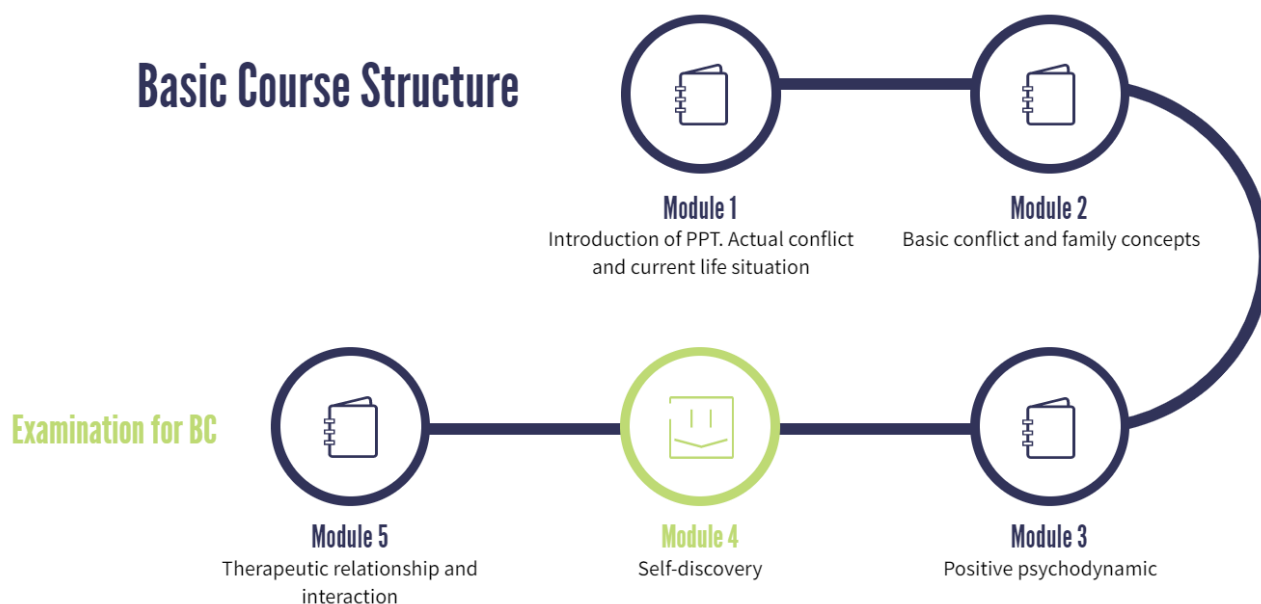 Basic Course Structure
Module 1
Introduction of PPT. Actual conflict
and current life situation
Module 2
Basic conflict and family concepts
Examination for BC
Module 5
Therapeutic relationship and
interaction
Module 4
Self-discovery
Module 3
Positive psychodynamic